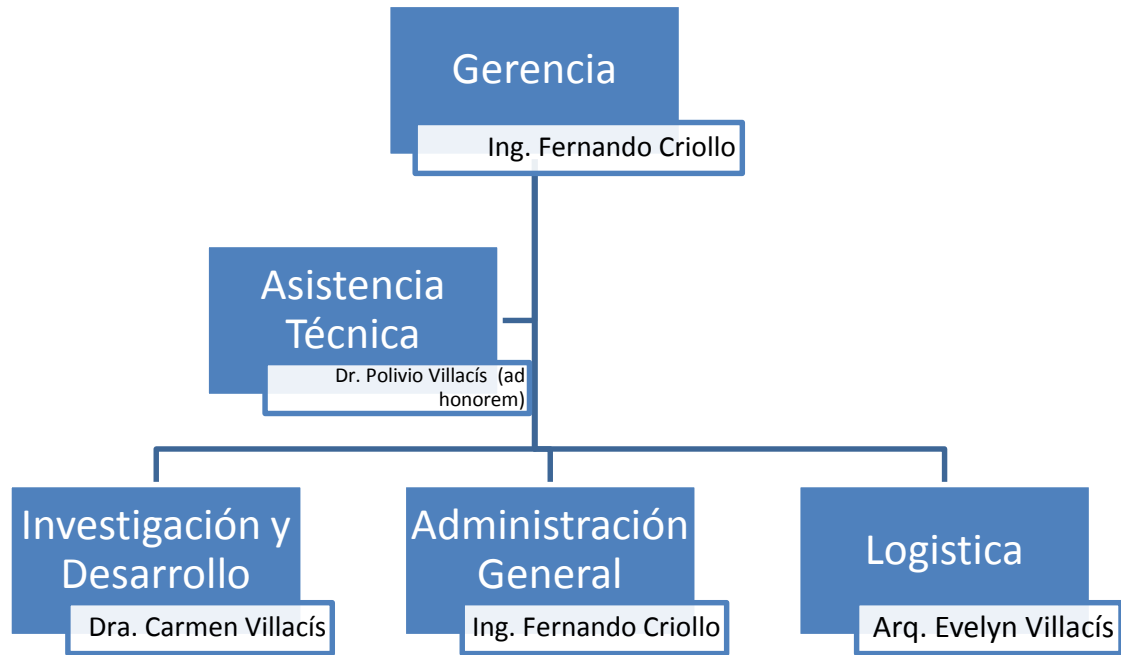 Gerencia
Ing. Fernando Criollo
Asistencia
Técnica
Dr. Polivio Villacís (ad
honorem)
Investigación y
Desarrollo
Dra. Carmen Villacís
Administración
General
Ing. Fernando Criollo
Logistica
Arq. Evelyn Villacís